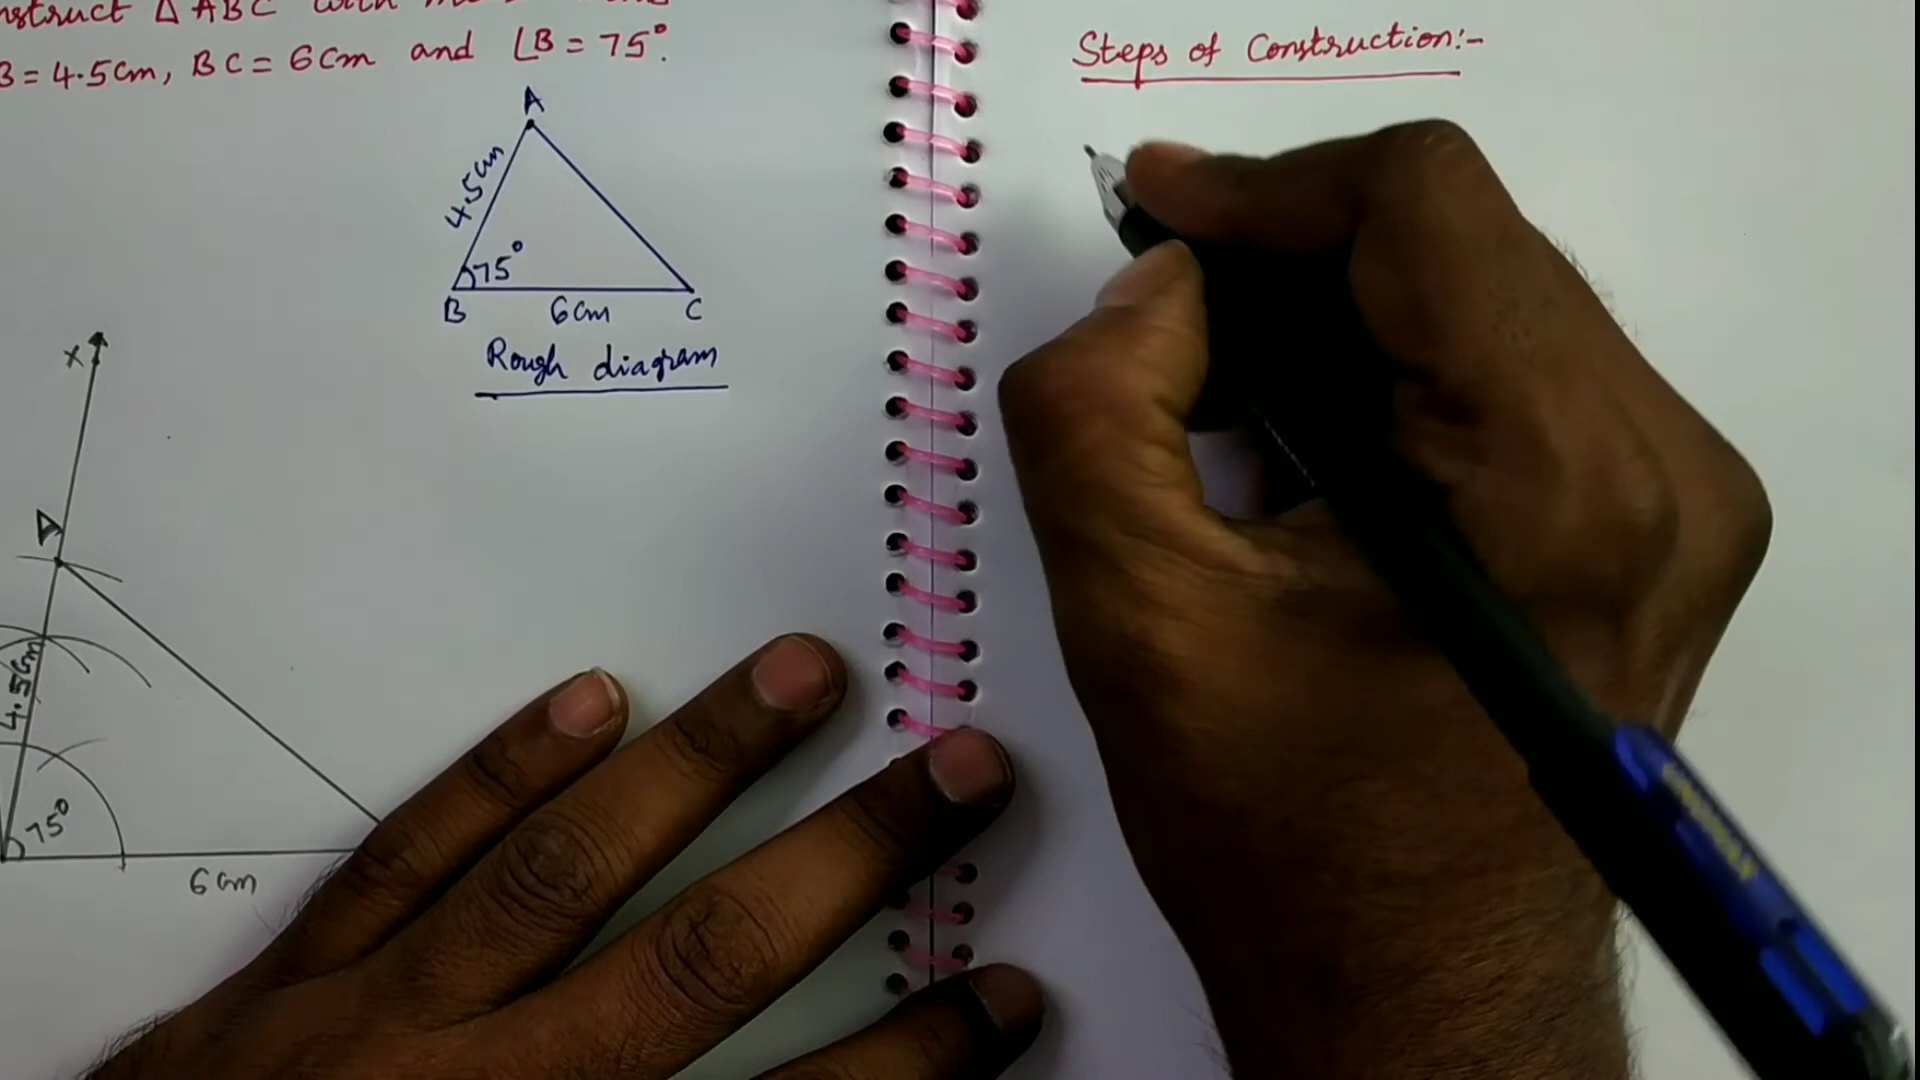 ∆ ABC with
B = 4.5cm, BC = 6cm and ∠B = 75°.
A
4.5cm
75°
B 6cm C
Rough diagram
X
A
4.5cm
75°
6cm
Steps of Construction:-